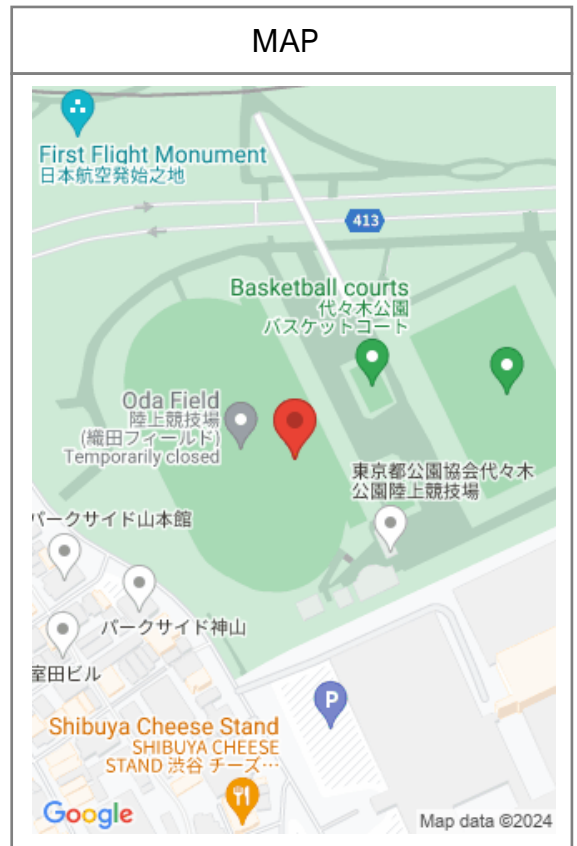 MAP
First Flight Monument
日本航空発始之地
413
Basketball courts
代々木公園
バスケットコート
Oda Field
陸上競技場
(織田フィールド)
Temporarily closed
東京都公園協会代々木
公園陸上競技場
パークサイド山本館
パークサイド神山
室田ビル
P
Shibuya Cheese Stand
SHIBUYA CHEESE
STAND 渋谷 チーズ…
Google
Map data ©2024